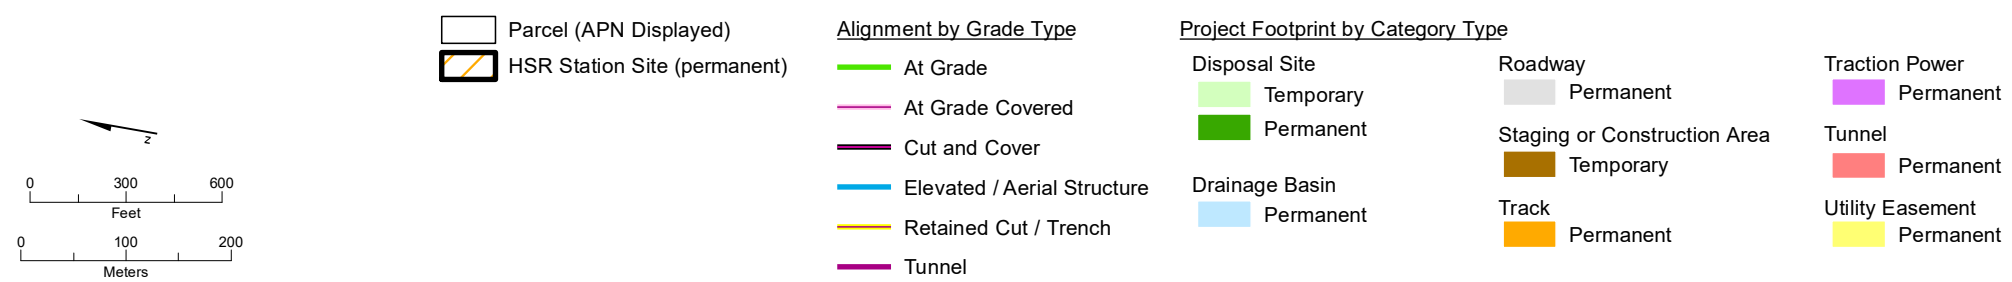 Parcel (APN Displayed)
HSR Station Site (permanent)
z
0 300 600
Feet
0 100 200
Meters
Alignment by Grade Type
At Grade
At Grade Covered
Cut and Cover
Elevated / Aerial Structure
Retained Cut / Trench
Tunnel
Project Footprint by Category Type
Disposal Site
Temporary
Permanent
Drainage Basin
Permanent
Roadway
Permanent
Staging or Construction Area
Temporary
Track
Permanent
Traction Power
Permanent
Tunnel
Permanent
Utility Easement
Permanent